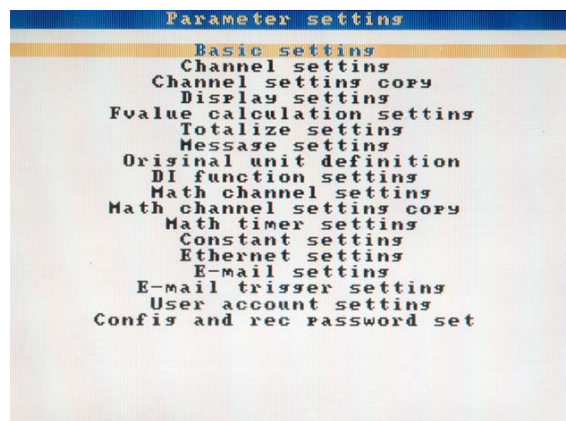 Parameter setting
Basic setting
Channel setting
Channel setting copy
Display setting
Fvalue calculation setting
Totalize setting
Message setting
Original unit definition
DI function setting
Math channel setting
Math channel setting copy
Math timer setting
Constant setting
Ethernet setting
E-mail setting
E-mail trigger setting
User account setting
Config and rec password set